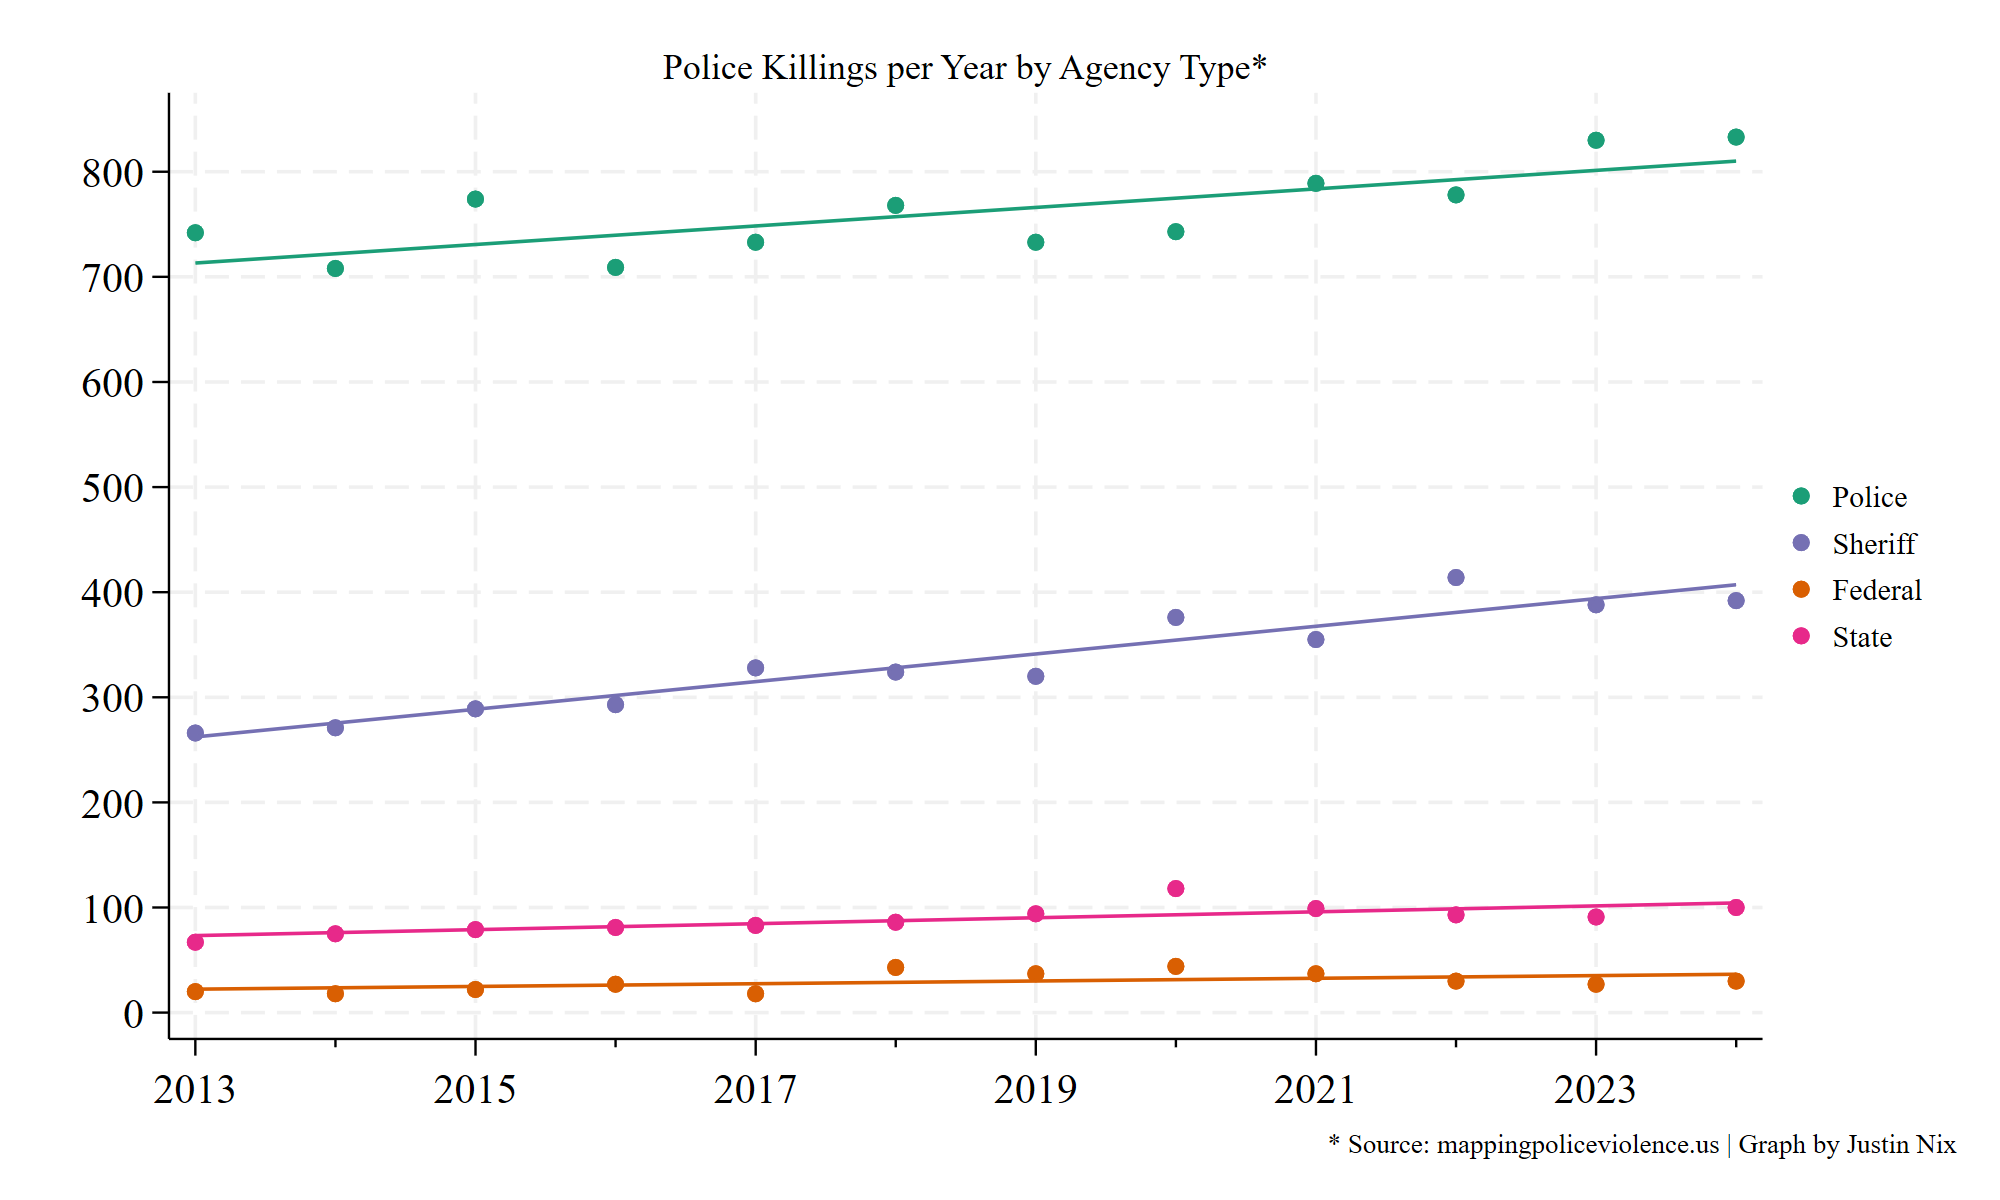 Police Killings per Year by Agency Type*
800
700
600
500
400
300
200
100
0
Police
Sheriff
Federal
State
2013 2015 2017 2019 2021 2023
* Source: mappingpoliceviolence.us | Graph by Justin Nix